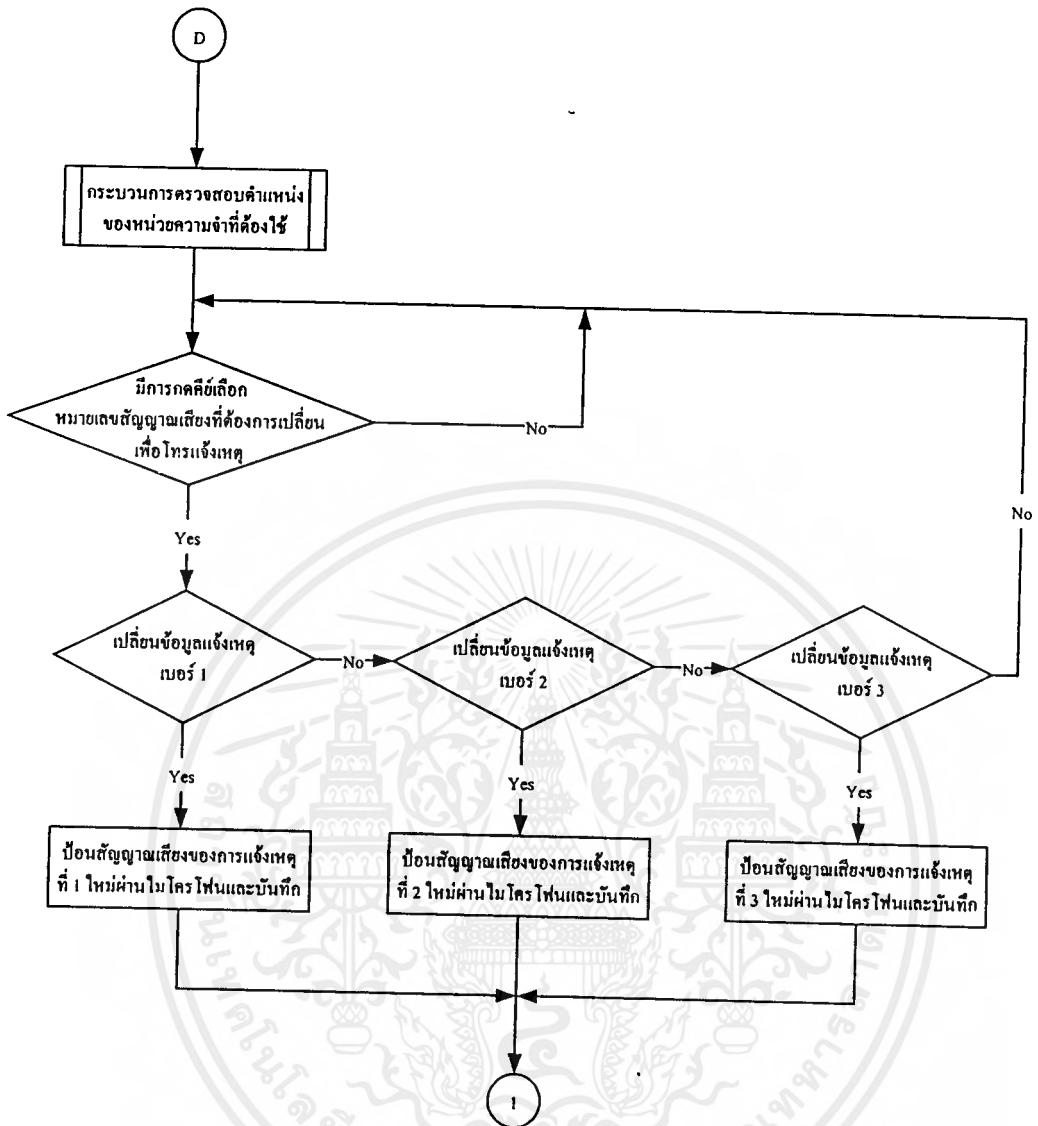 D
กระบวนการตรวจสอบตำแหน่ง
ของหน่วยความจำที่ต้องใช้
มีการกดคีย์เลือก
หมายเลขสัญญาณเสียงที่ต้องการเปลี่ยน
เพื่อโทรแจ้งเหตุ
No
No
Yes
เปลี่ยนข้อมูลแจ้งเหตุ
เบอร์ 1
No
เปลี่ยนข้อมูลแจ้งเหตุ
เบอร์ 2
No
เปลี่ยนข้อมูลแจ้งเหตุ
เบอร์ 3
Yes
Yes
Yes
ป้อนสัญญาณเสียงของการแจ้งเหตุ
ที่ 1 ใหม่ผ่านไมโครโฟนและบันทึก
ป้อนสัญญาณเสียงของการแจ้งเหตุ
ที่ 2 ใหม่ผ่านไมโครโฟนและบันทึก
ป้อนสัญญาณเสียงของการแจ้งเหตุ
ที่ 3 ใหม่ผ่านไมโครโฟนและบันทึก
1